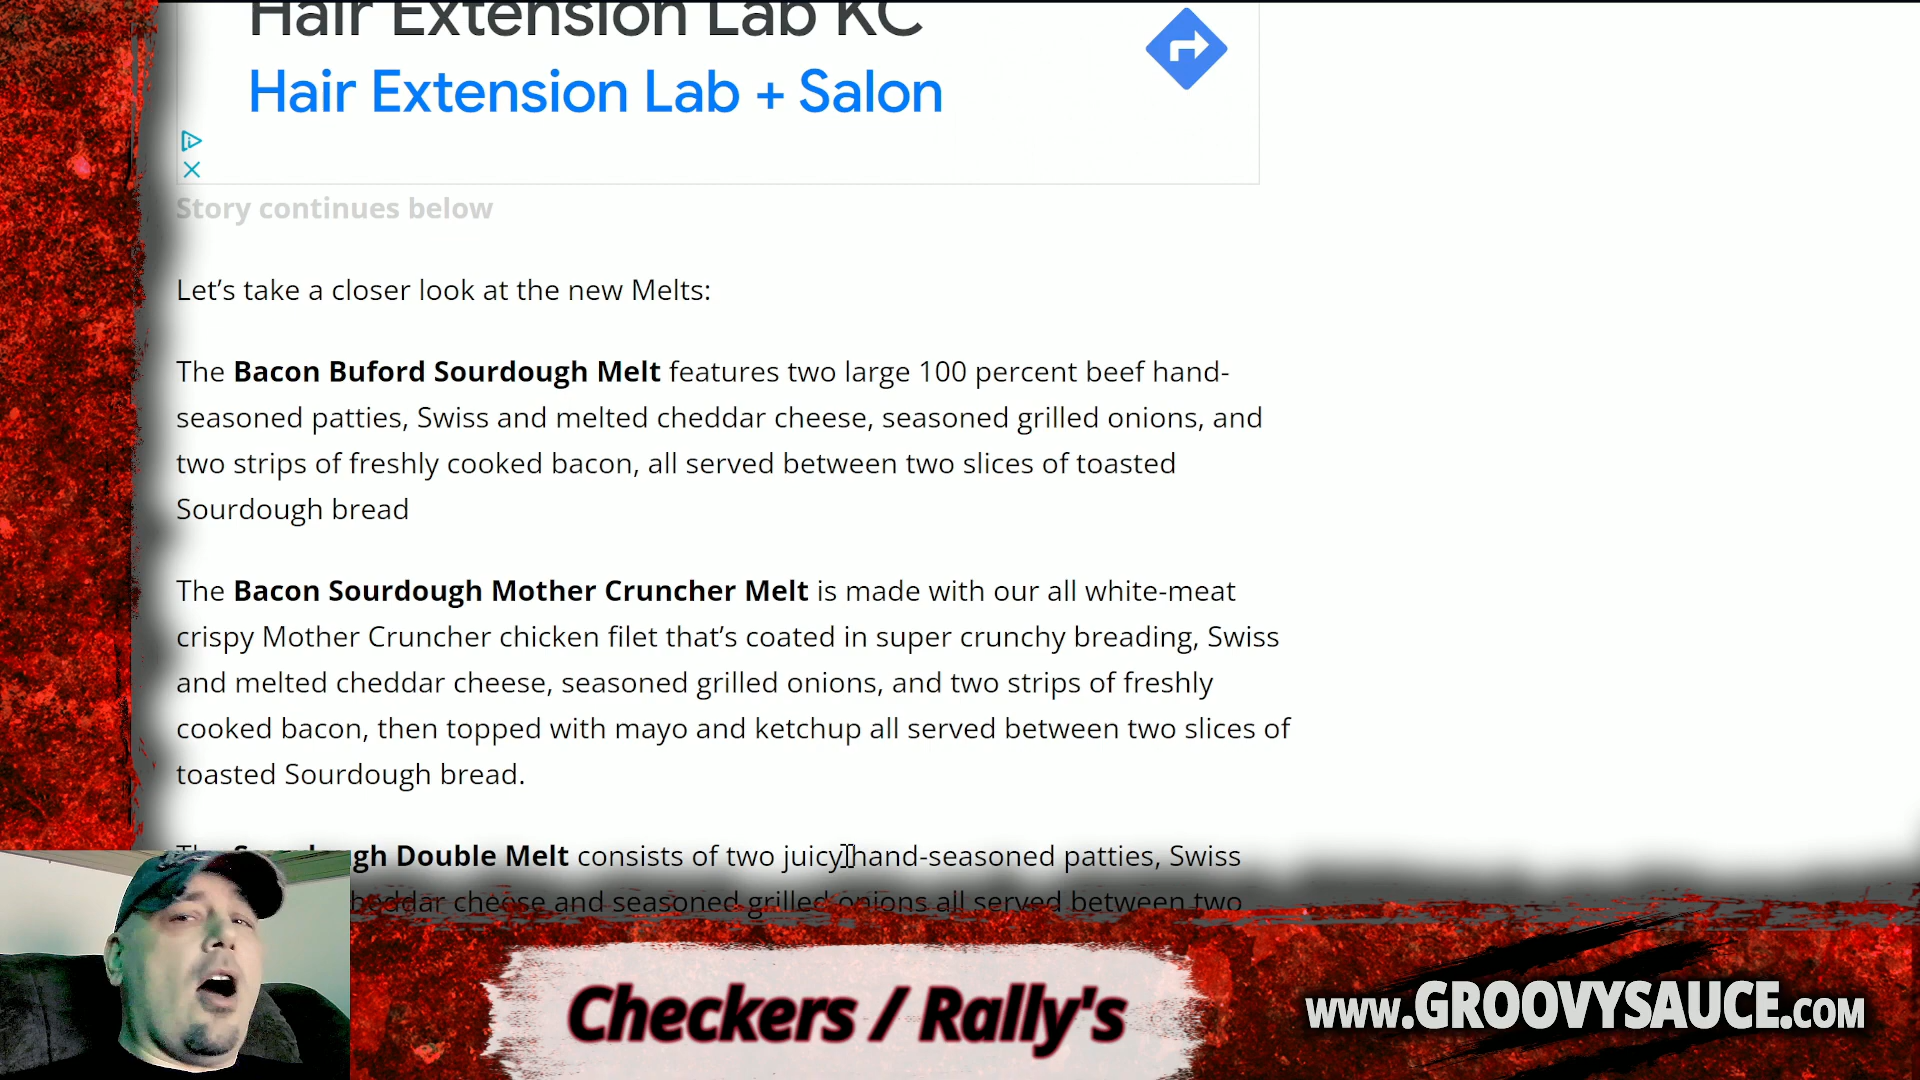 Hair Extension Lab KC
Hair Extension Lab + Salon
Story continues below
Let’s take a closer look at the new Melts:
The Bacon Buford Sourdough Melt features two large 100 percent beef hand-
seasoned patties, Swiss and melted cheddar cheese, seasoned grilled onions, and
two strips of freshly cooked bacon, all served between two slices of toasted
Sourdough bread
The Bacon Sourdough Mother Cruncher Melt is made with our all white-meat
crispy Mother Cruncher chicken filet that’s coated in super crunchy breading, Swiss
and melted cheddar cheese, seasoned grilled onions, and two strips of freshly
cooked bacon, then topped with mayo and ketchup all served between two slices of
toasted Sourdough bread.
The Sourdough Double Melt consists of two juicy hand-seasoned patties, Swiss
cheddar cheese and seasoned grilled onions all served between two
Checkers / Rally's
www.GROOVYSAUCE.com